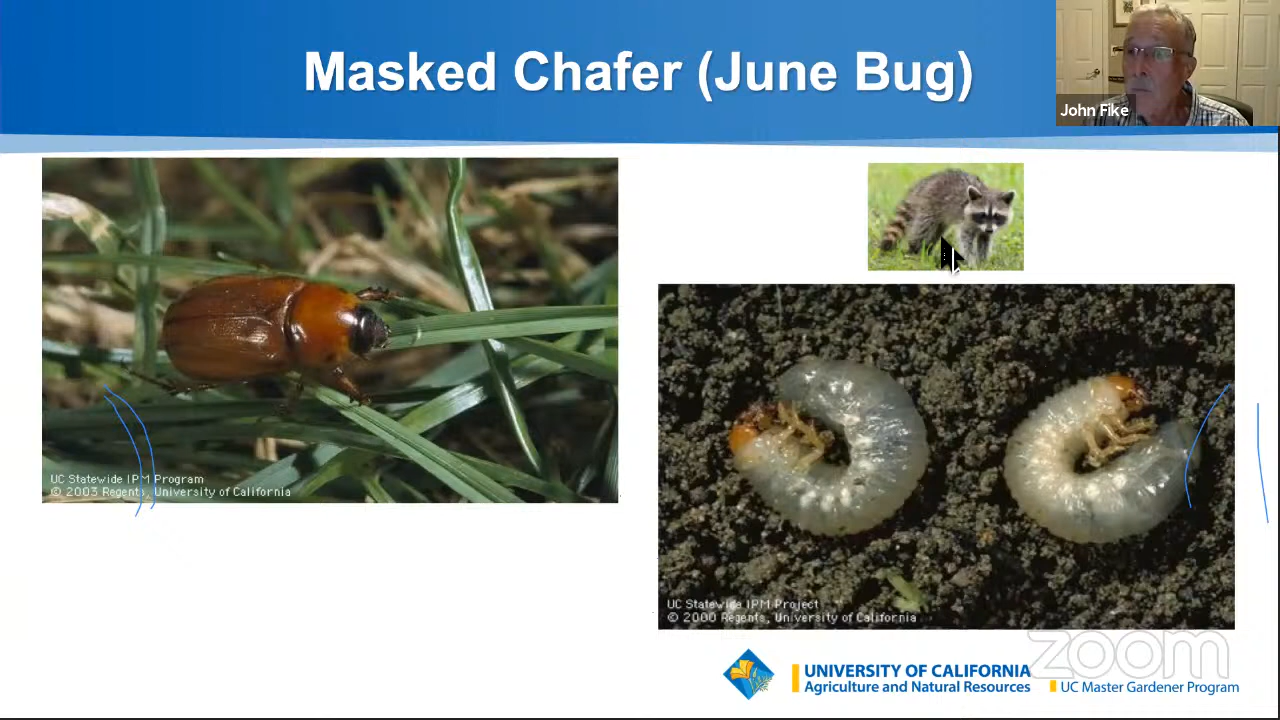 Masked Chafer (June Bug)
John Fike
UC Statewide IPM Program
© 2003 Regents, University of California
UC Statewide IPM Project
© 2000 Regents, University of California
zoom
UNIVERSITY OF CALIFORNIA
Agriculture and Natural Resources
UC Master Gardener Program